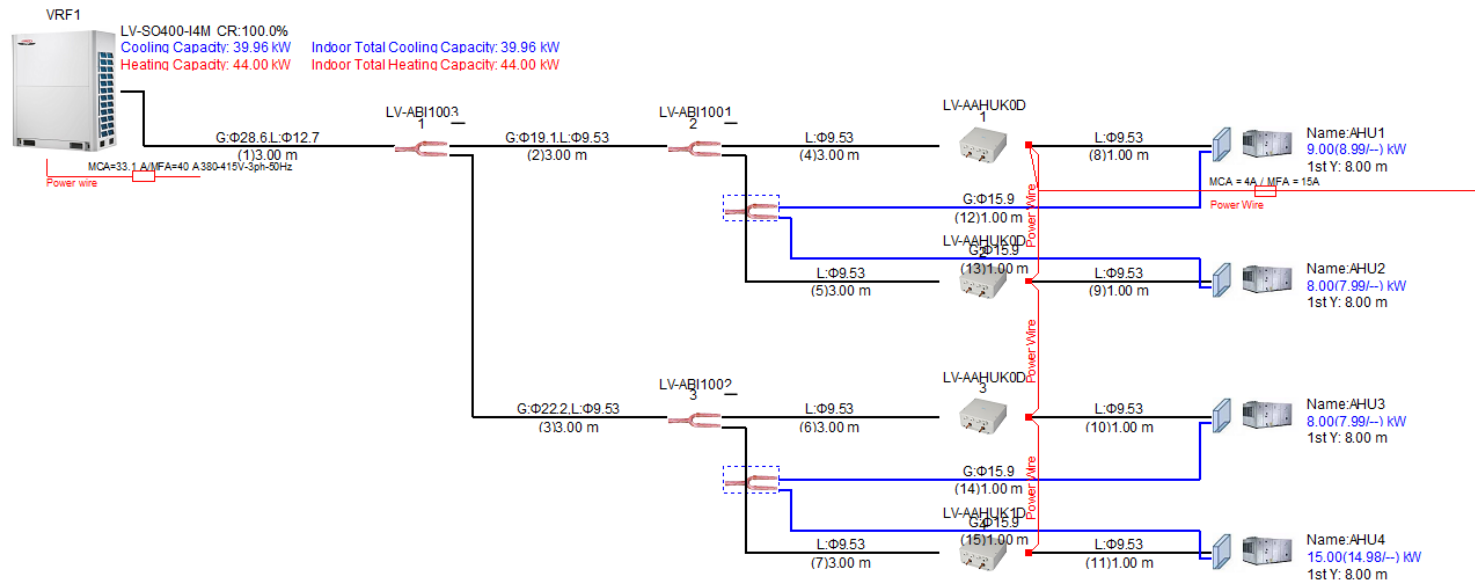 VRF1
LV-SO400-I4M CR:100.0%
Cooling Capacity: 39.96 kW Indoor Total Cooling Capacity: 39.96 kW
Heating Capacity: 44.00 kW Indoor Total Heating Capacity: 44.00 kW
G:Φ28.6,L:Φ12.7
(1)3.00 m
MCA=33.1 A/MFA=40 A380-415V-3ph-50Hz
Power wire
LV-ABI1003
1
G:Φ19.1,L:Φ9.53
(2)3.00 m
LV-ABI1001
2
L:Φ9.53
(4)3.00 m
LV-AAHUK0D
1
L:Φ9.53
(8)1.00 m
Name:AHU1
9.00(8.99/--) kW
1st Y: 8.00 m
MCA = 4A / MFA = 15A
Power Wire
G:Φ15.9
(12)1.00 m
Power Wire
LV-AAHUK0D
2
G:Φ15.9
(13)1.00 m
L:Φ9.53
(5)3.00 m
L:Φ9.53
(9)1.00 m
Name:AHU2
8.00(7.99/--) kW
1st Y: 8.00 m
Power Wire
G:Φ22.2,L:Φ9.53
(3)3.00 m
LV-ABI1002
3
L:Φ9.53
(6)3.00 m
LV-AAHUK0D
3
L:Φ9.53
(10)1.00 m
Name:AHU3
8.00(7.99/--) kW
1st Y: 8.00 m
G:Φ15.9
(14)1.00 m
Power Wire
LV-AAHUK1D
4
G:Φ15.9
(15)1.00 m
L:Φ9.53
(7)3.00 m
L:Φ9.53
(11)1.00 m
Name:AHU4
15.00(14.98/--) kW
1st Y: 8.00 m